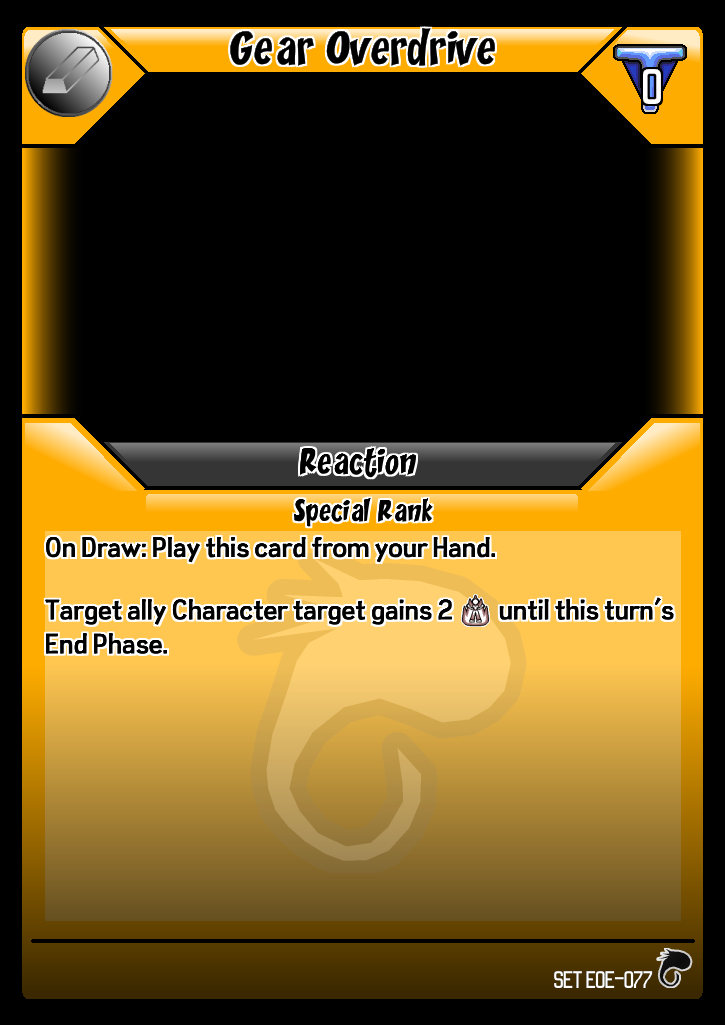 Gear Overdrive
0
Reaction
Special Rank
On Draw: Play this card from your Hand.
Target ally Character target gains 2 until this turn's
End Phase.
SET EOE-077